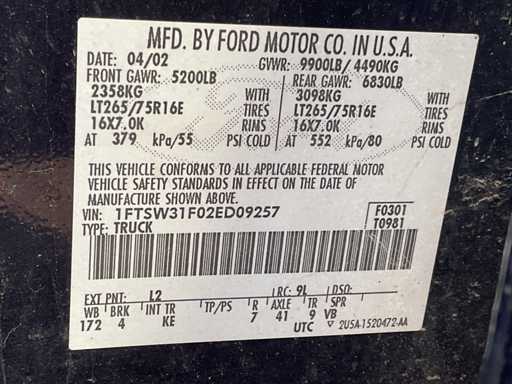 MFD. BY FORD MOTOR CO. IN U.S.A.
DATE: 04/02 GVWR: 9900LB/ 4490KG
FRONT GAWR: 5200LB REAR GAWR: 6830LB
2358KG WITH 3098KG WITH
LT265/75R16E TIRES LT265/75R16E TIRES
16X7.0K RIMS 16X7.0K RIMS
AT 379 kPa/55 PSI COLD AT 552 kPa/80 PSI COLD
THIS VEHICLE CONFORMS TO ALL APPLICABLE FEDERAL MOTOR
VEHICLE SAFETY STANDARDS IN EFFECT ON THE DATE OF
MANUFACTURE SHOWN ABOVE.
VIN: 1FTSW31F02ED09257 F0301
TYPE: TRUCK T0981
EXT PNT: L2 RC: 9L DSO:
WB BRK INT TR TP/PS R AXLE TR SPR
172 4 KE 7 41 9 VB
UTC ▽ 2U5A-1520472-AA